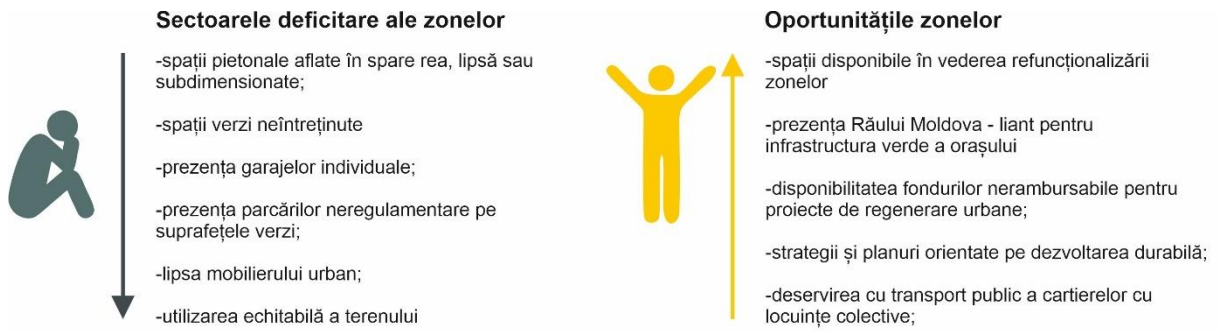 Sectoarele deficitare ale zonelor
-spații pietonale aflate în spare rea, lipsă sau
subdimensionate;
-spații verzi neîntreținute
-prezența garajelor individuale;
-prezența parcărilor neregulamentare pe
suprafețele verzi;
-lipsa mobilierului urban;
-utilizarea echitabilă a terenului
Oportunitățile zonelor
-spații disponibile în vederea refuncționalizării
zonelor
-prezența Răului Moldova - liant pentru
infrastructura verde a orașului
-disponibilitatea fondurilor nerambursabile pentru
proiecte de regenerare urbane;
-strategii și planuri orientate pe dezvoltarea durabilă;
-deservirea cu transport public a cartierelor cu
locuințe colective;